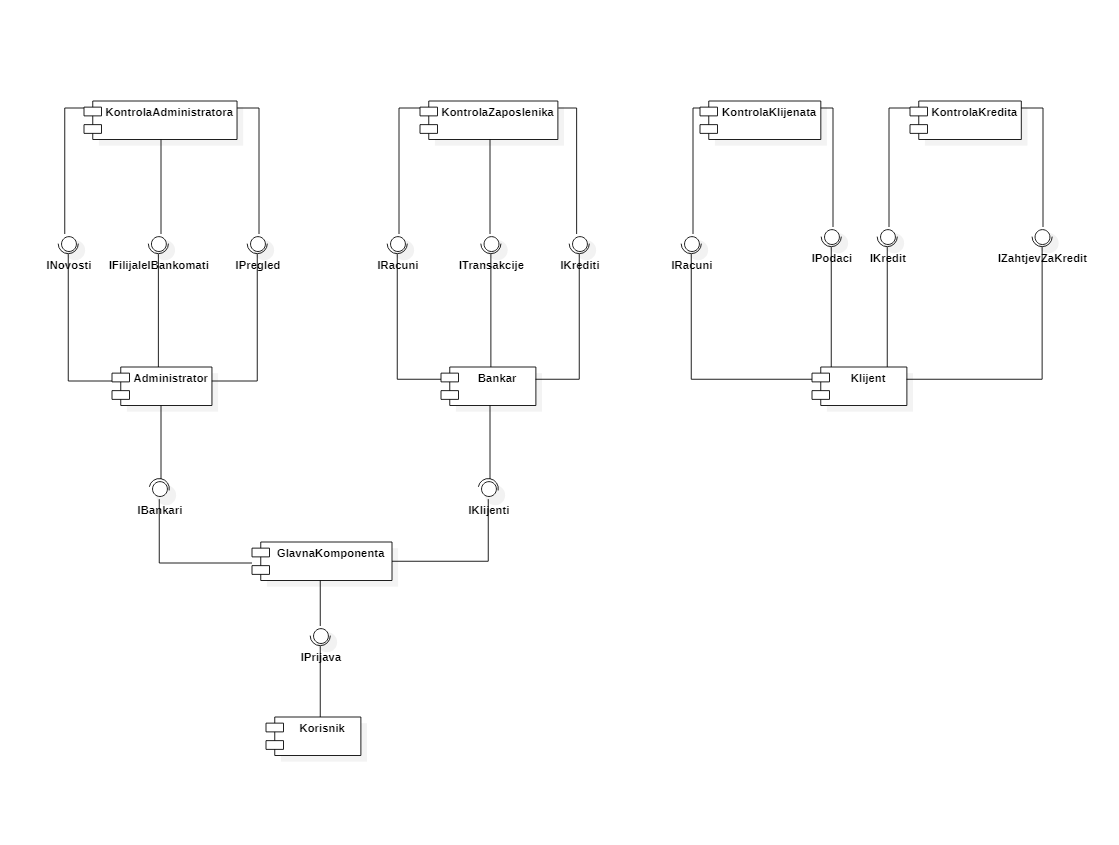 KontrolaAdministratora
KontrolaZaposlenika
KontrolaKlijenata
KontrolaKredita
INovosti
IFilijaleIBankomati
IPregled
IRacuni
ITransakcije
IKrediti
IRacuni
IPodaci
IKredit
IZahtjevZaKredit
Administrator
Bankar
Klijent
IBankari
IKlijenti
GlavnaKomponenta
IPrijava
Korisnik